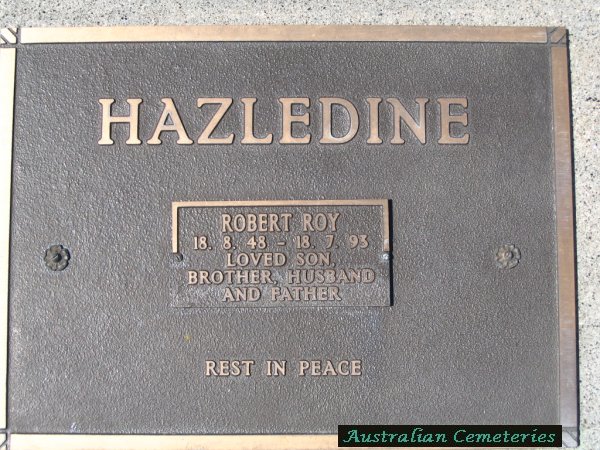 HAZLEDINE
ROBERT ROY
18. 8. 48 - 18. 7. 93
LOVED SON,
BROTHER, HUSBAND
AND FATHER
REST IN PEACE
Australian Cemeteries